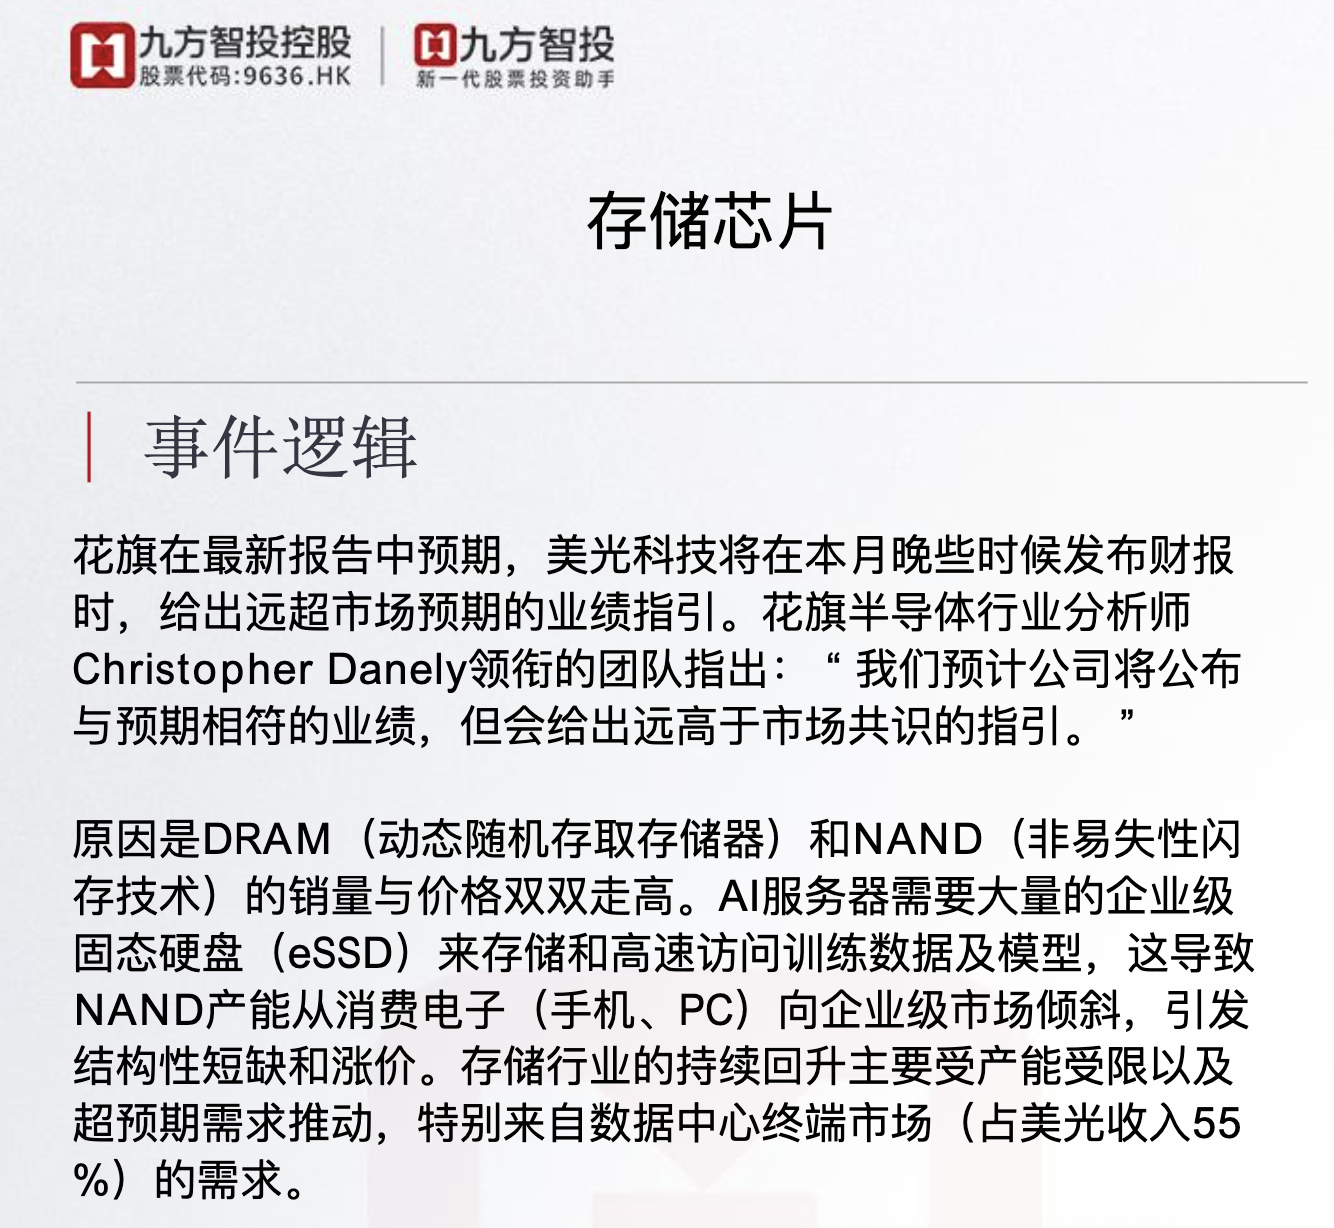 九方智投控股 九方智投
股票代码:9636.HK 新一代股票投资助手
存储芯片
事件逻辑
花旗在最新报告中预期，美光科技将在本月晚些时候发布财报
时，给出远超市场预期的业绩指引。花旗半导体行业分析师
Christopher Danely领衔的团队指出：“ 我们预计公司将公布
与预期相符的业绩，但会给出远高于市场共识的指引。 ”
原因是DRAM（动态随机存取存储器）和NAND（非易失性闪
存技术）的销量与价格双双走高。AI服务器需要大量的企业级
固态硬盘（eSSD）来存储和高速访问训练数据及模型，这导致
NAND产能从消费电子（手机、PC）向企业级市场倾斜，引发
结构性短缺和涨价。存储行业的持续回升主要受产能受限以及
超预期需求推动，特别来自数据中心终端市场（占美光收入55
%）的需求。